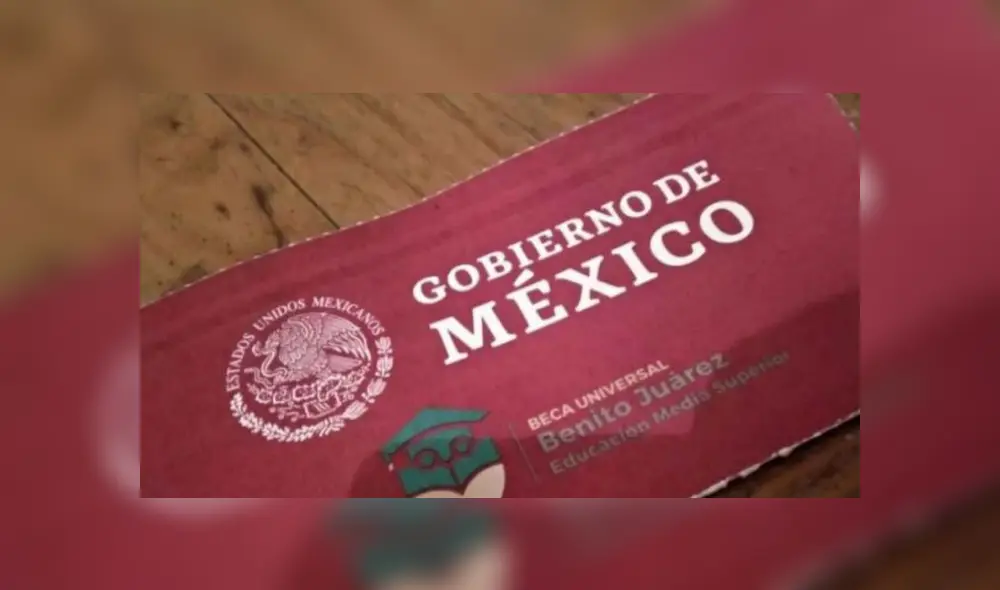 ESTADOS UNIDOS MEXICANOS
GOBIERNO DE
MÉXICO
BECA UNIVERSAL
Benito Juárez
Educación Media Superior